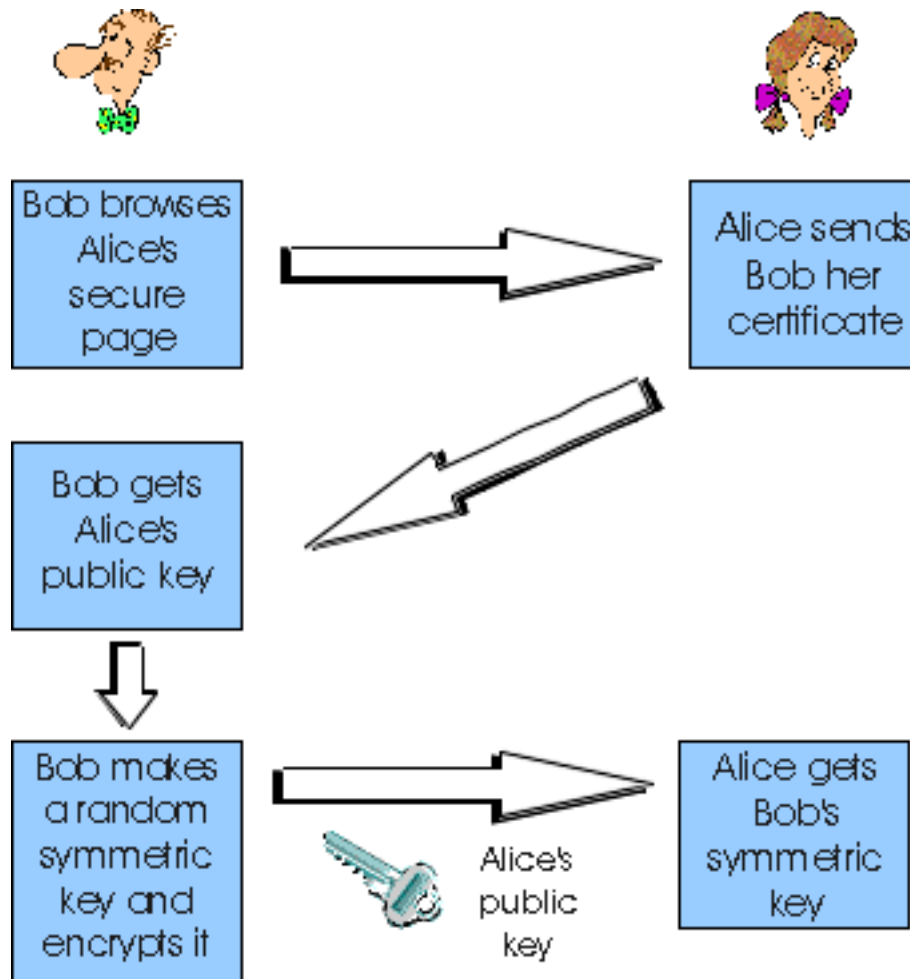 Bob browses
Alice's
secure
page
Alice sends
Bob her
certificate
Bob gets
Alice's
public key
Bob makes
a random
symmetric
key and
encrypts it
Alice's
public
key
Alice gets
Bob's
symmetric
key